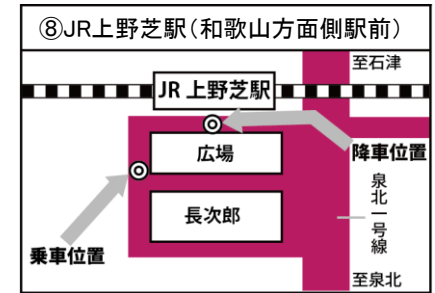 ⑧JR上野芝駅(和歌山方面側駅前)
至石津
JR 上野芝駅
広場
降車位置
長次郎
泉北一号線
乗車位置
至泉北